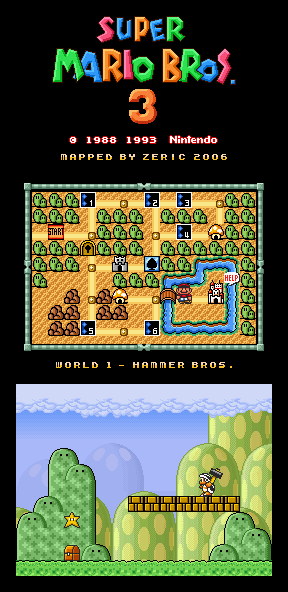 SUPER
MARIO BROS.
3
© 1988 1993 Nintendo
MAPPED BY ZERIC 2006
1 2 3
START 4
HELP
5 6
WORLD 1 - HAMMER BROS.